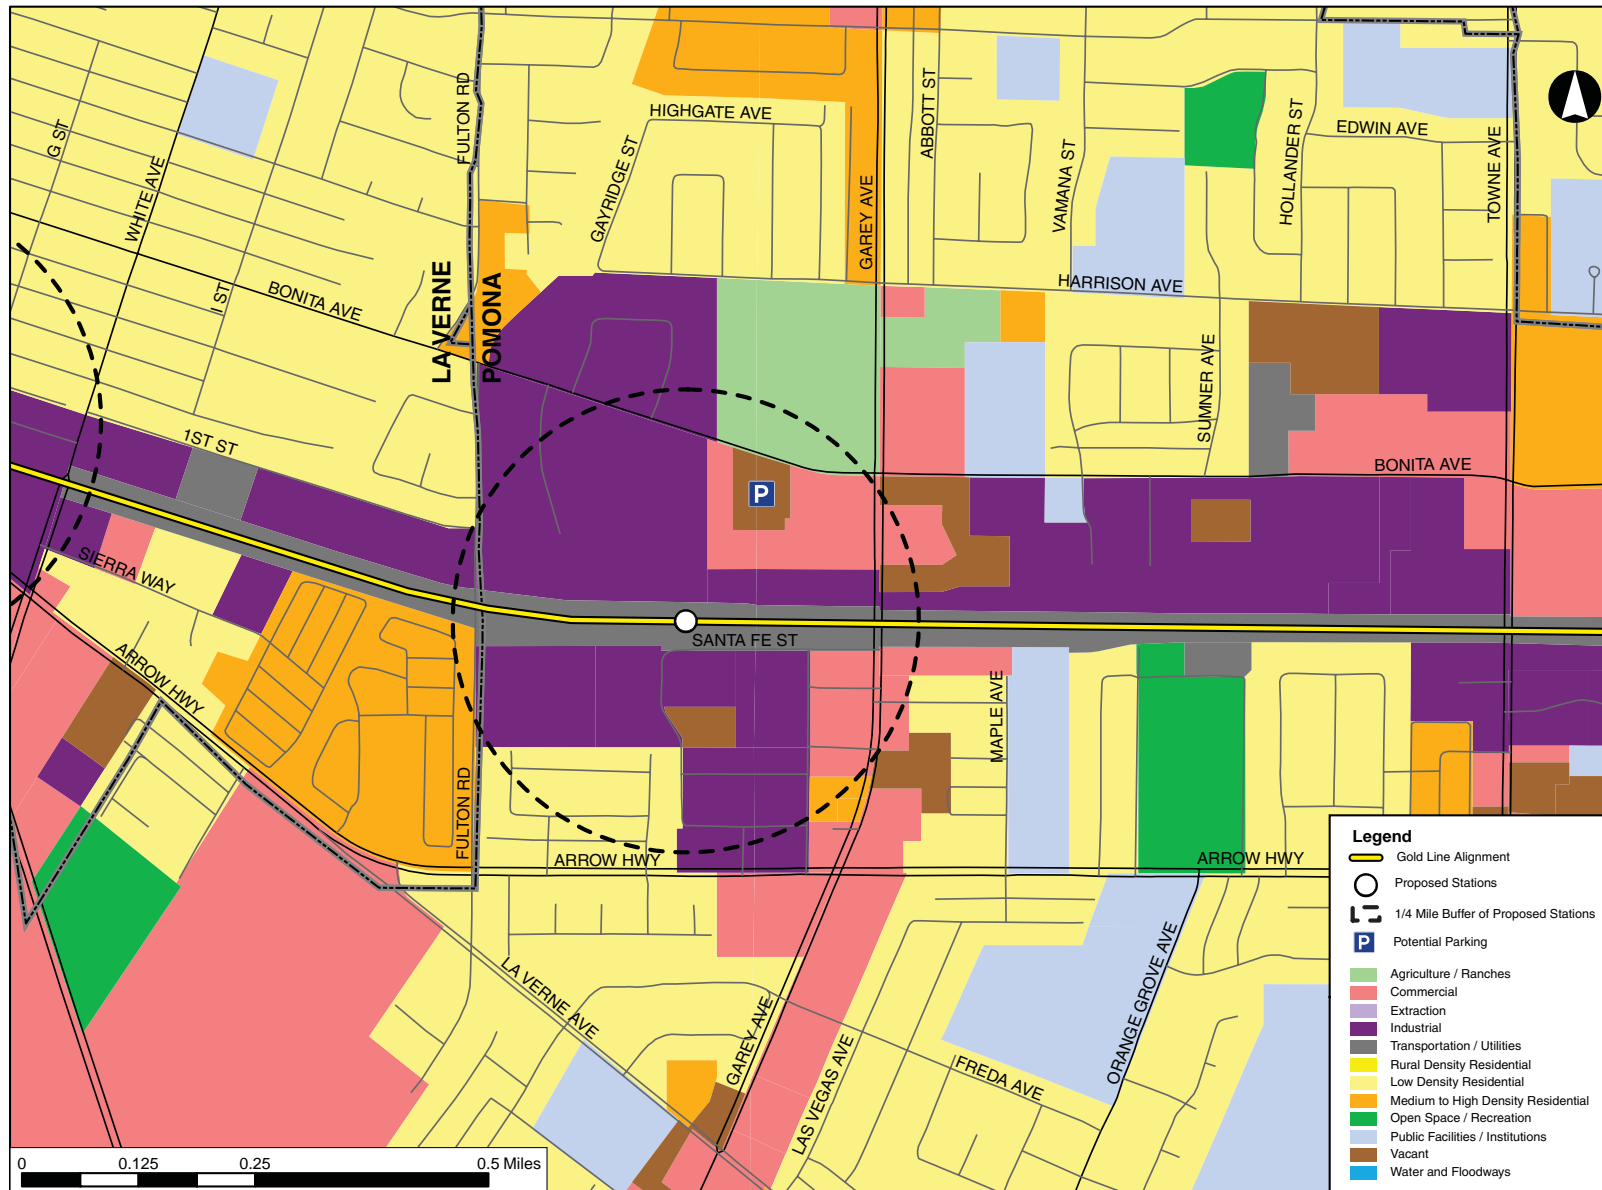 G ST
WHITE AVE
I ST
BONITA AVE
FULTON RD
LA VERNE
POMONA
HIGHGATE AVE
GAYRIDGE ST
GAREY AVE
ABBOTT ST
VAMANA ST
HOLLANDER ST
EDWIN AVE
TOWNE AVE
HARRISON AVE
SUMNER AVE
BONITA AVE
1ST ST
P
SIERRA WAY
ARROW HWY
SANTA FE ST
MAPLE AVE
FULTON RD
ARROW HWY
ARROW HWY
LA VERNE AVE
GAREY AVE
LAS VEGAS AVE
FREDA AVE
ORANGE GROVE AVE
Legend
Gold Line Alignment
Proposed Stations
1/4 Mile Buffer of Proposed Stations
P Potential Parking
Agriculture / Ranches
Commercial
Extraction
Industrial
Transportation / Utilities
Rural Density Residential
Low Density Residential
Medium to High Density Residential
Open Space / Recreation
Public Facilities / Institutions
Vacant
Water and Floodways
0 0.125 0.25 0.5 Miles